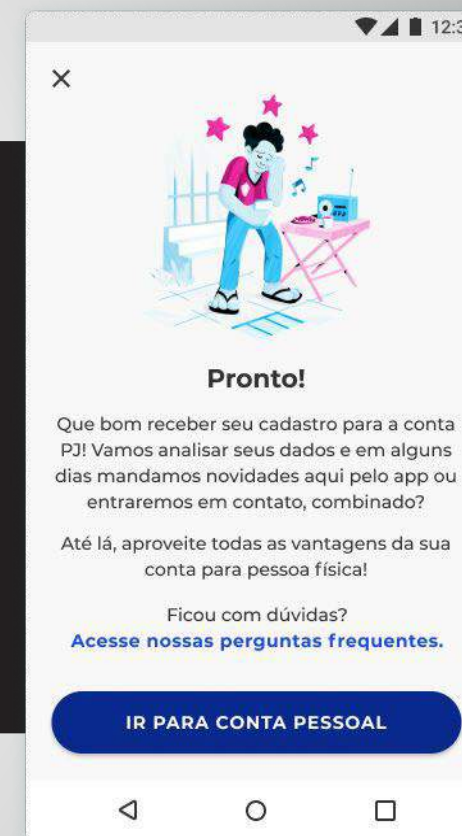 12:3
Pronto!
Que bom receber seu cadastro para a conta
PJ! Vamos analisar seus dados e em alguns
dias mandamos novidades aqui pelo app ou
entraremos em contato, combinado?
Até lá, aproveite todas as vantagens da sua
conta para pessoa física!
Ficou com dúvidas?
Acesse nossas perguntas frequentes.
IR PARA CONTA PESSOAL